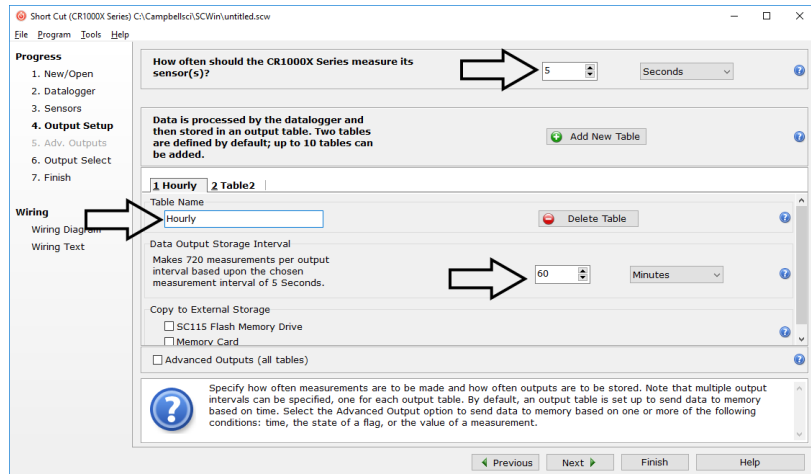 Short Cut (CR1000X Series) C:\Campbellsci\SCWin\untitled.scw
File Program Tools Help
Progress
1. New/Open
2. Datalogger
3. Sensors
4. Output Setup
5. Adv. Outputs
6. Output Select
7. Finish
Wiring
Wiring Diagram
Wiring Text
How often should the CR1000X Series measure its
sensor(s)?
5
Seconds
Data is processed by the datalogger and
then stored in an output table. Two tables
are defined by default; up to 10 tables can
be added.
Add New Table
1 Hourly 2 Table2
Table Name
Hourly
Delete Table
Data Output Storage Interval
Makes 720 measurements per output
interval based upon the chosen
measurement interval of 5 Seconds.
60
Minutes
Copy to External Storage
SC115 Flash Memory Drive
Memory Card
Advanced Outputs (all tables)
Specify how often measurements are to be made and how often outputs are to be stored. Note that multiple output
intervals can be specified, one for each output table. By default, an output table is set up to send data to memory
based on time. Select the Advanced Output option to send data to memory based on one or more of the following
conditions: time, the state of a flag, or the value of a measurement.
Previous Next Finish Help